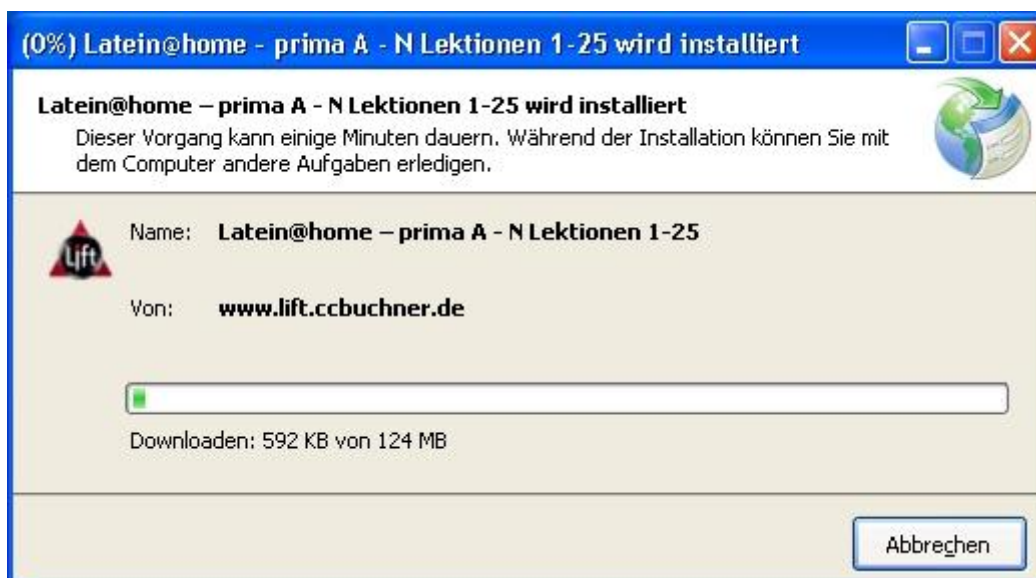 (0%) Latein@home - prima A - N Lektionen 1-25 wird installiert
Latein@home – prima A - N Lektionen 1-25 wird installiert
Dieser Vorgang kann einige Minuten dauern. Während der Installation können Sie mit
dem Computer andere Aufgaben erledigen.
Lift
Name: Latein@home – prima A - N Lektionen 1-25
Von: www.lift.ccbuchner.de
Downloaden: 592 KB von 124 MB
Abbrechen